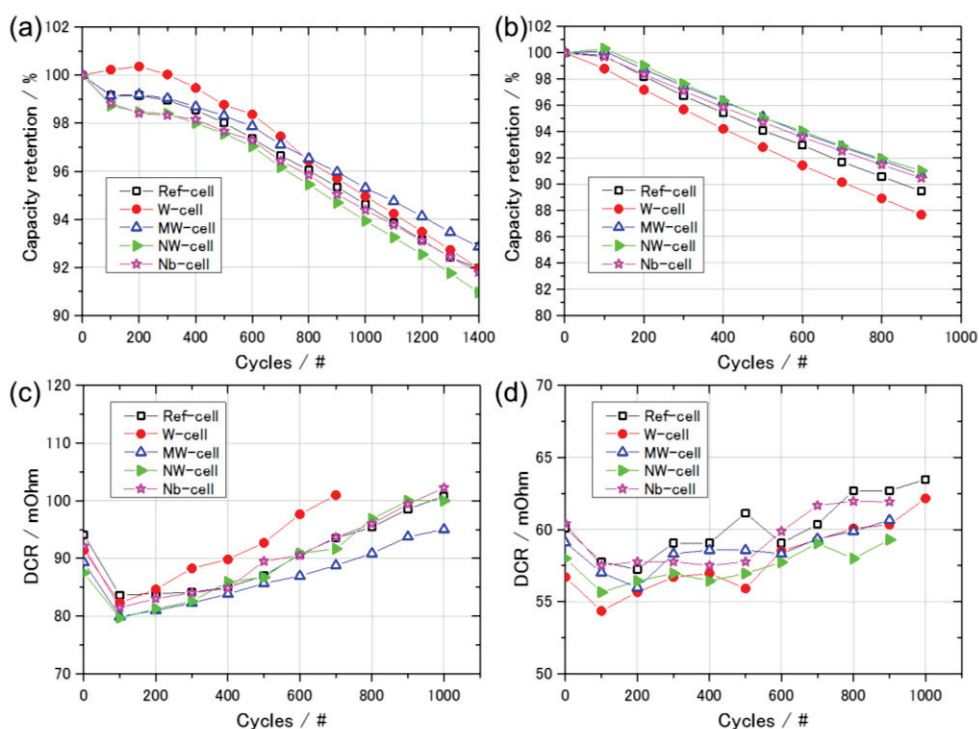 (a)
102
100
98
96
94
92
90
Capacity retention / %
Ref-cell
W-cell
MW-cell
NW-cell
Nb-cell
0 200 400 600 800 1000 1200 1400
Cycles / #
(b)
102
100
98
96
94
92
90
88
86
84
82
80
Capacity retention / %
Ref-cell
W-cell
MW-cell
NW-cell
Nb-cell
0 200 400 600 800 1000
Cycles / #
(c)
120
110
100
90
80
70
DCR / mOhm
Ref-cell
W-cell
MW-cell
NW-cell
Nb-cell
0 200 400 600 800 1000
Cycles / #
(d)
70
65
60
55
50
DCR / mOhm
Ref-cell
W-cell
MW-cell
NW-cell
Nb-cell
0 200 400 600 800 1000
Cycles / #